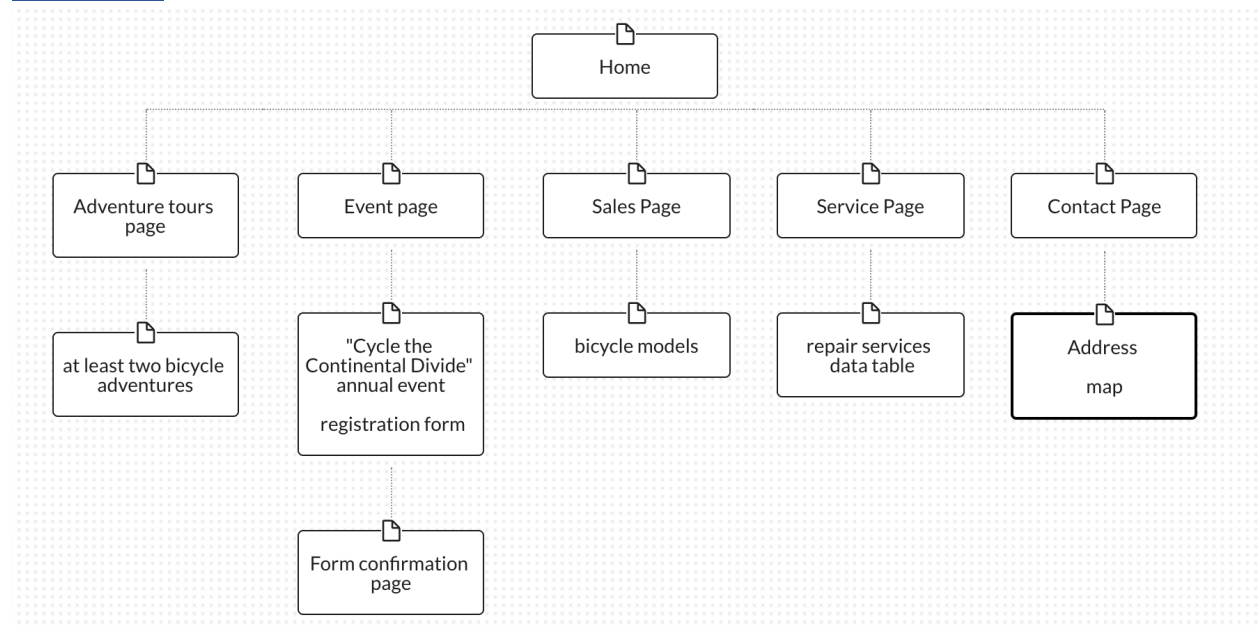 Home
Adventure tours
page
Event page
Sales Page
Service Page
Contact Page
at least two bicycle
adventures
"Cycle the
Continental Divide"
annual event
registration form
bicycle models
repair services
data table
Address
map
Form confirmation
page